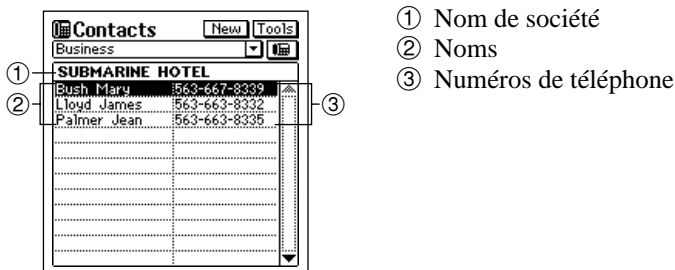 Contacts New Tools
Business
① SUBMARINE HOTEL
② Bush Mary 563-667-8339 ③
Lloyd James 563-663-8332
Palmer Jean 563-663-8335
① Nom de société
② Noms
③ Numéros de téléphone